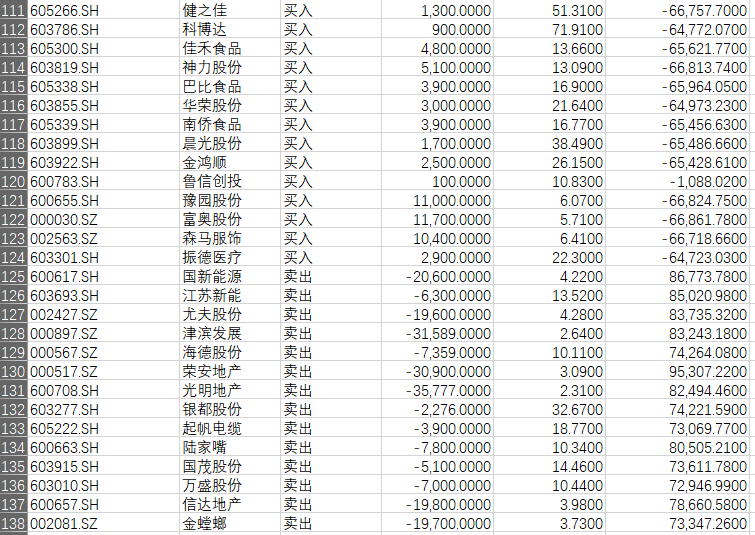 111 605266.SH 健之佳 买入 1,300.0000 51.3100 -66,757.7000
112 603786.SH 科博达 买入 900.0000 71.9100 -64,772.0700
113 605300.SH 佳禾食品 买入 4,800.0000 13.6600 -65,621.7700
114 603819.SH 神力股份 买入 5,100.0000 13.0900 -66,813.7400
115 605338.SH 巴比食品 买入 3,900.0000 16.9000 -65,964.0500
116 603855.SH 华荣股份 买入 3,000.0000 21.6400 -64,973.2300
117 605339.SH 南侨食品 买入 3,900.0000 16.7700 -65,456.6300
118 603899.SH 晨光股份 买入 1,700.0000 38.4900 -65,486.6600
119 603922.SH 金鸿顺 买入 2,500.0000 26.1500 -65,428.6100
120 600783.SH 鲁信创投 买入 100.0000 10.8300 -1,088.0200
121 600655.SH 豫园股份 买入 11,000.0000 6.0700 -66,824.7500
122 000030.SZ 富奥股份 买入 11,700.0000 5.7100 -66,861.7800
123 002563.SZ 森马服饰 买入 10,400.0000 6.4100 -66,718.6600
124 603301.SH 振德医疗 买入 2,900.0000 22.3000 -64,723.0300
125 600617.SH 国新能源 卖出 -20,600.0000 4.2200 86,773.7800
126 603693.SH 江苏新能 卖出 -6,300.0000 13.5200 85,020.9800
127 002427.SZ 尤夫股份 卖出 -19,600.0000 4.2800 83,735.3200
128 000897.SZ 津滨发展 卖出 -31,589.0000 2.6400 83,243.1800
129 000567.SZ 海德股份 卖出 -7,359.0000 10.1100 74,264.0800
130 000517.SZ 荣安地产 卖出 -30,900.0000 3.0900 95,307.2200
131 600708.SH 光明地产 卖出 -35,777.0000 2.3100 82,494.4600
132 603277.SH 银都股份 卖出 -2,276.0000 32.6700 74,221.5900
133 605222.SH 起帆电缆 卖出 -3,900.0000 18.7700 73,069.7700
134 600663.SH 陆家嘴 卖出 -7,800.0000 10.3400 80,505.2100
135 603915.SH 国茂股份 卖出 -5,100.0000 14.4600 73,611.7800
136 603010.SH 万盛股份 卖出 -7,000.0000 10.4400 72,946.9900
137 600657.SH 信达地产 卖出 -19,800.0000 3.9800 78,660.5800
138 002081.SZ 金螳螂 卖出 -19,700.0000 3.7300 73,347.2600